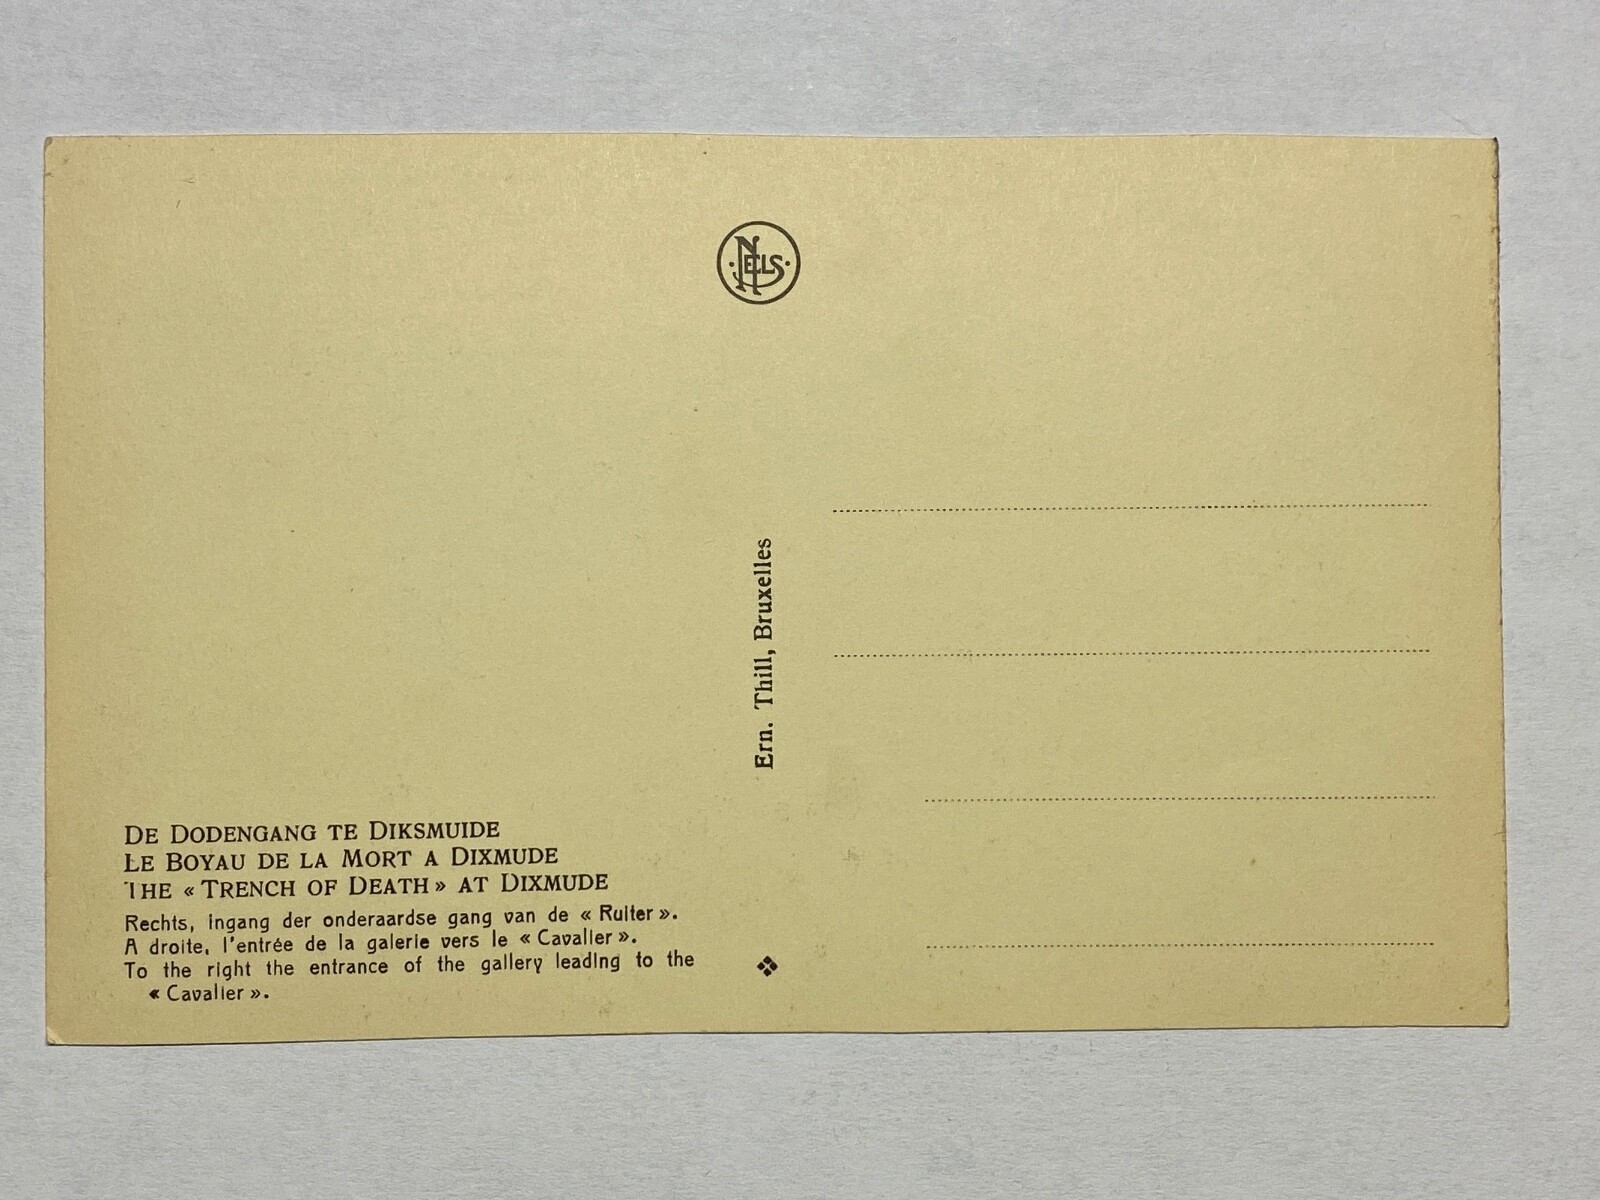 NELS
Ern. Thill, Bruxelles
DE DODENGANG TE DIKSMUIDE
LE BOYAU DE LA MORT A DIXMUDE
THE « TRENCH OF DEATH » AT DIXMUDE
Rechts, ingang der onderaardse gang van de « Ruiter ».
A droite, l'entrée de la galerie vers le « Cavalier ».
To the right the entrance of the gallery leading to the
« Cavalier ».